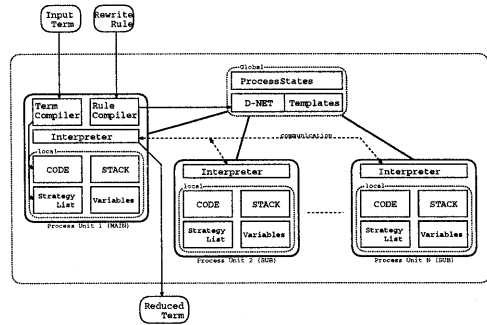 Input
Term
Rewrite
Rule
Global
ProcessStates
D-NET
Templates
Term
Compiler
Rule
Compiler
Interpreter
local
CODE
STACK
Strategy
List
Variables
Process Unit 1 (MAIN)
communication
Interpreter
local
CODE
STACK
Strategy
List
Variables
Process Unit 2 (SUB)
Interpreter
local
CODE
STACK
Strategy
List
Variables
Process Unit N (SUB)
Reduced
Term